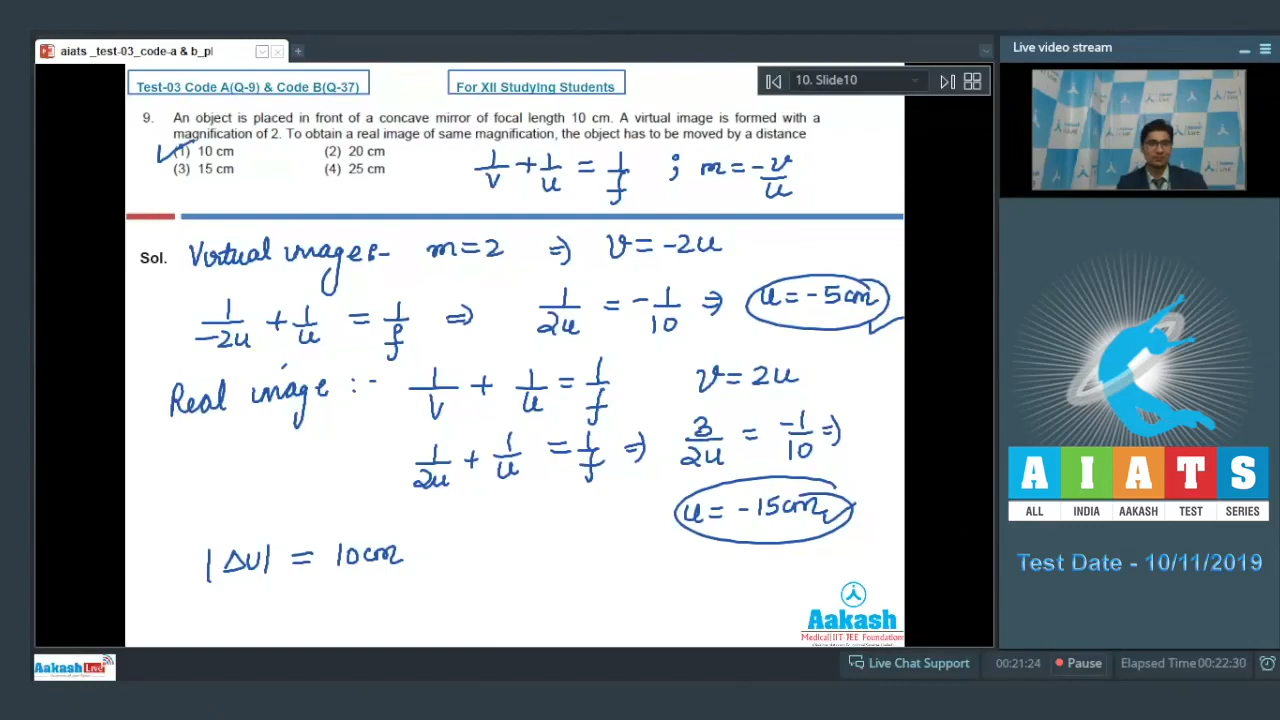 aiats _test-03_code-a & b_pl
Live video stream
Test-03 Code A(Q-9) & Code B(Q-37)
For XII Studying Students
10. Slide10
9. An object is placed in front of a concave mirror of focal length 10 cm. A virtual image is formed with a
magnification of 2. To obtain a real image of same magnification, the object has to be moved by a distance
(1) 10 cm (2) 20 cm
(3) 15 cm (4) 25 cm
1/v + 1/u = 1/f ; m = -v/u
Sol. Virtual images:- m = 2 ⇒ v = -2u
1/-2u + 1/u = 1/f ⇒ 1/2u = -1/10 ⇒ u = -5cm
Real image :- 1/v + 1/u = 1/f v = 2u
1/2u + 1/u = 1/f ⇒ 3/2u = -1/10 ⇒
u = -15cm
|Δu| = 10cm
A I A T S
ALL INDIA AAKASH TEST SERIES
Test Date - 10/11/2019
Aakash
Medical|IIT-JEE|Foundations
Aakash Live
Live Chat Support
00:21:24
Pause
Elapsed Time 00:22:30